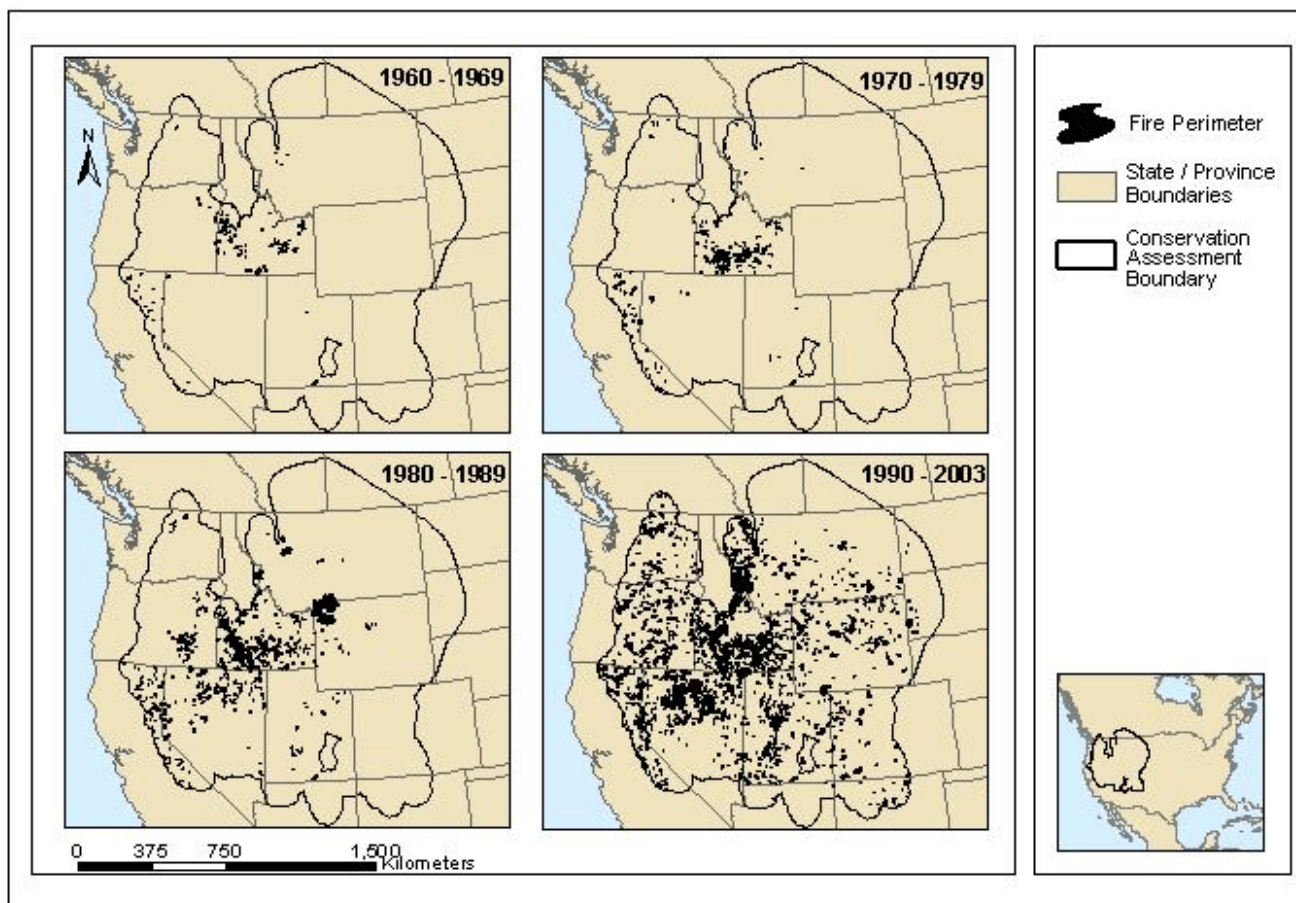 1960 - 1969
1970 - 1979
N
1980 - 1989
1990 - 2003
0 375 750 1,500
Kilometers
Fire Perimeter
State / Province
Boundaries
Conservation
Assessment
Boundary